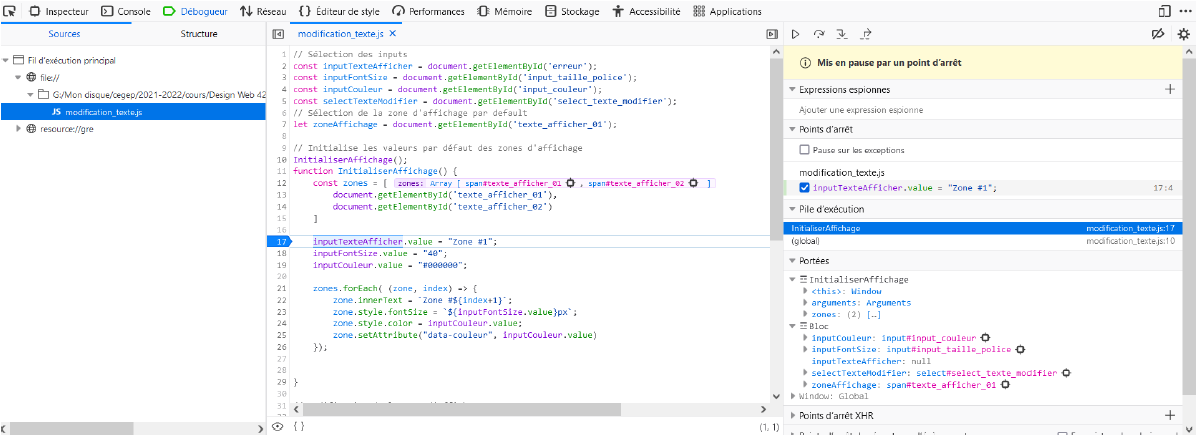 Inspecteur Console Débogueur Réseau Éditeur de style Performances Mémoire Stockage Accessibilité Applications
Sources Structure
Fil d'exécution principal
file://
G:/Mon disque/cegep/2021-2022/cours/Design Web 42
JS modification_texte.js
resource://gre
modification_texte.js
1 // Sélection des inputs
2 const inputTexteAfficher = document.getElementById('erreur');
3 const inputFontSize = document.getElementById('input_taille_police');
4 const inputCouleur = document.getElementById('input_couleur');
5 const selectTexteModifier = document.getElementById('select_texte_modifier');
6 // Sélection de la zone d'affichage par default
7 let zoneAffichage = document.getElementById('texte_afficher_01');
8
9 // Initialise les valeurs par défaut des zones d'affichage
10 InitialiserAffichage();
11 function InitialiserAffichage() {
12 const zones = [ zones: Array [ span#texte_afficher_01 , span#texte_afficher_02 ]
13 document.getElementById('texte_afficher_01'),
14 document.getElementById('texte_afficher_02')
15 ]
16
17 inputTexteAfficher.value = "Zone #1";
18 inputFontSize.value = "40";
19 inputCouleur.value = "#000000";
20
21 zones.forEach( (zone, index) => {
22 zone.innerText = `Zone #${index+1}`;
23 zone.style.fontSize = `${inputFontSize.value}px`;
24 zone.style.color = inputCouleur.value;
25 zone.setAttribute("data-couleur", inputCouleur.value)
26 });
27
28
29 }
30
31
{ } (1, 1)
Mis en pause par un point d'arrêt
Expressions espionnes
Ajouter une expression espionne
Points d'arrêt
Pause sur les exceptions
modification_texte.js
inputTexteAfficher.value = "Zone #1"; 17:4
Pile d'exécution
InitialiserAffichage modification_texte.js:17
(global) modification_texte.js:10
Portées
InitialiserAffichage
<this>: Window
arguments: Arguments
zones: (2) […]
Bloc
inputCouleur: input#input_couleur
inputFontSize: input#input_taille_police
inputTexteAfficher: null
selectTexteModifier: select#select_texte_modifier
zoneAffichage: span#texte_afficher_01
Window: Global
Points d'arrêt XHR